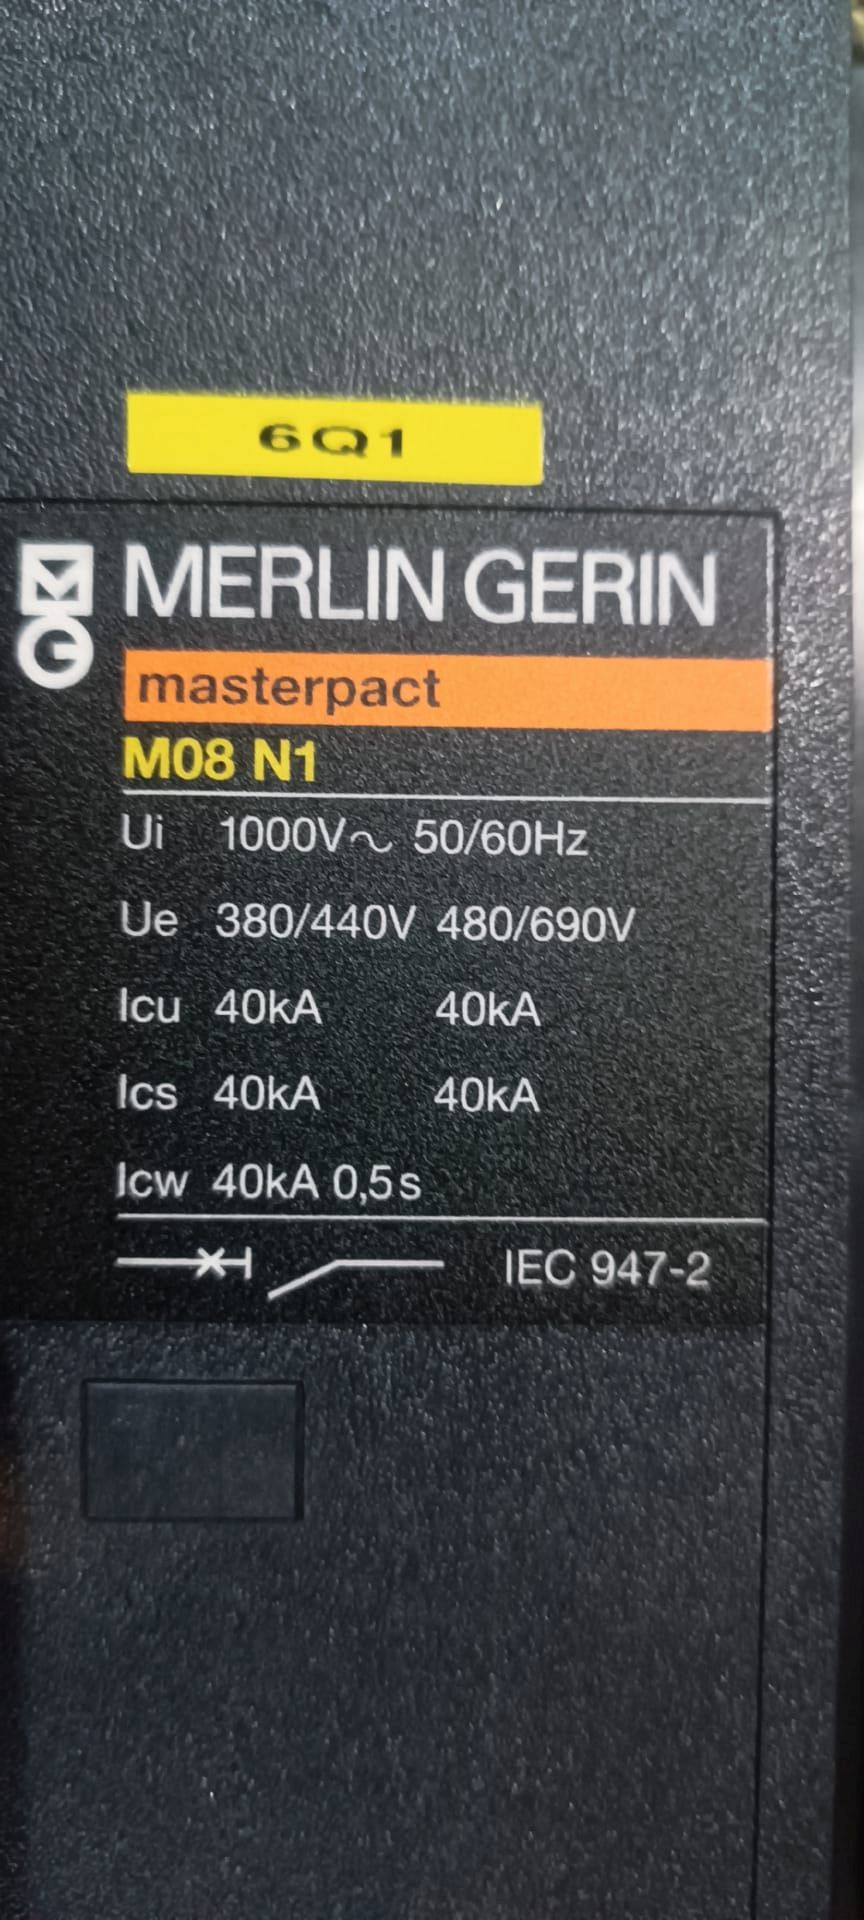 6Q1
MG MERLIN GERIN
masterpact
M08 N1
Ui 1000V~ 50/60Hz
Ue 380/440V 480/690V
Icu 40kA 40kA
Ics 40kA 40kA
Icw 40kA 0,5s
IEC 947-2